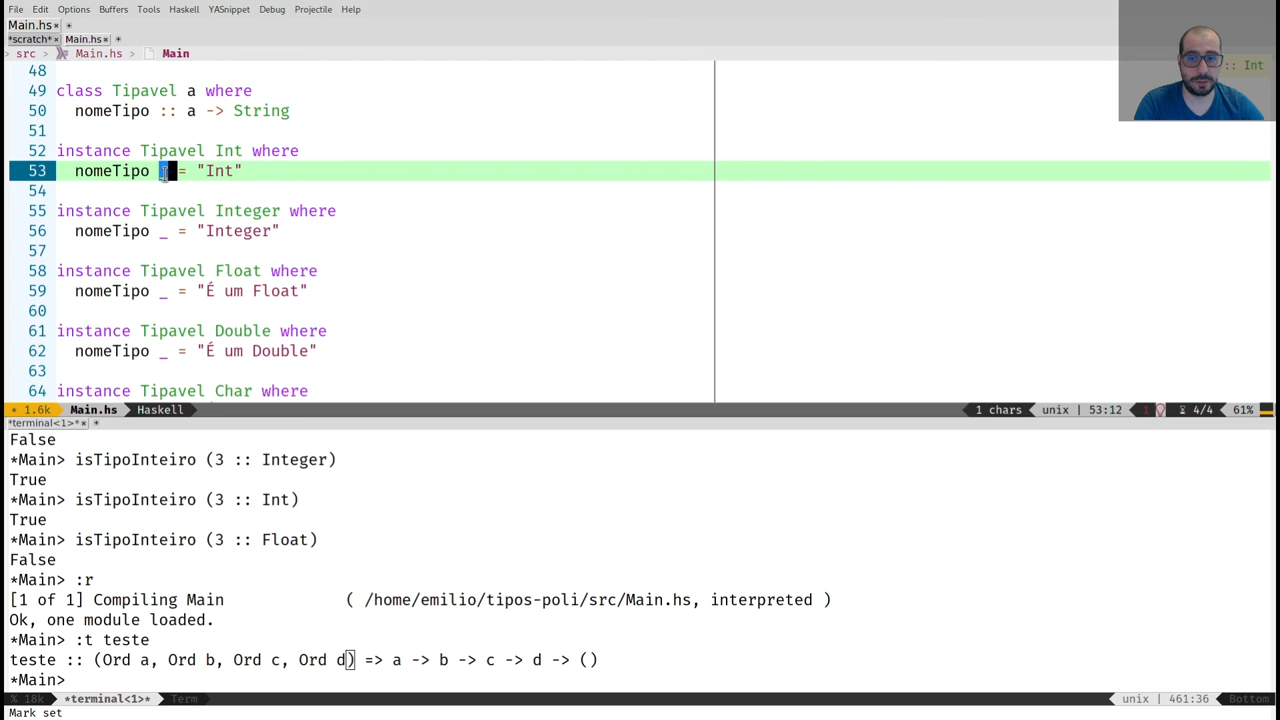 File Edit Options Buffers Tools Haskell YASnippet Debug Projectile Help
Main.hs× +
*scratch*× Main.hs× +
> src > Main.hs > Main
:: Int
48
49 class Tipavel a where
50 nomeTipo :: a -> String
51
52 instance Tipavel Int where
53 nomeTipo = "Int"
54
55 instance Tipavel Integer where
56 nomeTipo _ = "Integer"
57
58 instance Tipavel Float where
59 nomeTipo _ = "É um Float"
60
61 instance Tipavel Double where
62 nomeTipo _ = "É um Double"
63
64 instance Tipavel Char where
* 1.6k Main.hs Haskell 1 chars unix | 53:12 1 4/4 61%
*terminal<1>*× +
False
*Main> isTipoInteiro (3 :: Integer)
True
*Main> isTipoInteiro (3 :: Int)
True
*Main> isTipoInteiro (3 :: Float)
False
*Main> :r
[1 of 1] Compiling Main ( /home/emilio/tipos-poli/src/Main.hs, interpreted )
Ok, one module loaded.
*Main> :t teste
teste :: (Ord a, Ord b, Ord c, Ord d) => a -> b -> c -> d -> ()
*Main>
% 18k *terminal<1>* Term unix | 461:36 Bottom
Mark set